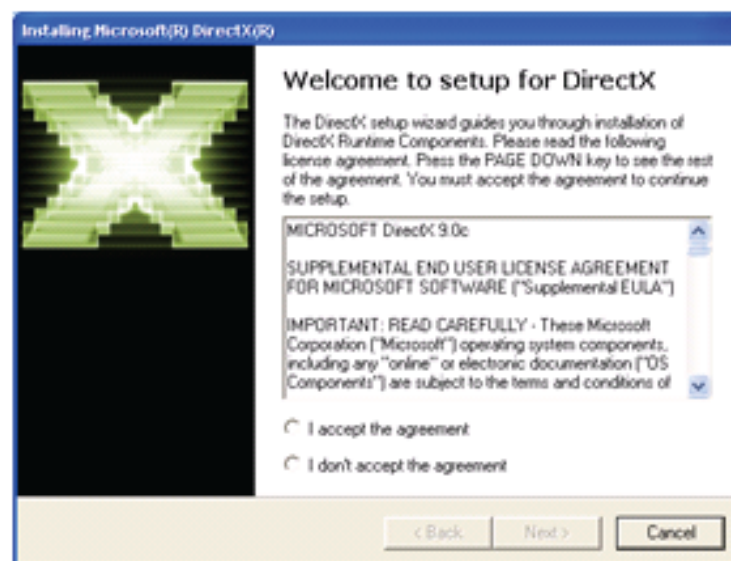 Installing Microsoft(R) DirectX(R)
Welcome to setup for DirectX
The DirectX setup wizard guides you through installation of
DirectX Runtime Components. Please read the following
license agreement. Press the PAGE DOWN key to see the rest
of the agreement. You must accept the agreement to continue
the setup.
MICROSOFT DirectX 9.0c
SUPPLEMENTAL END USER LICENSE AGREEMENT
FOR MICROSOFT SOFTWARE ("Supplemental EULA")
IMPORTANT: READ CAREFULLY - These Microsoft
Corporation ("Microsoft") operating system components,
including any "online" or electronic documentation ("OS
Components") are subject to the terms and conditions of
I accept the agreement
I don't accept the agreement
< Back Next > Cancel